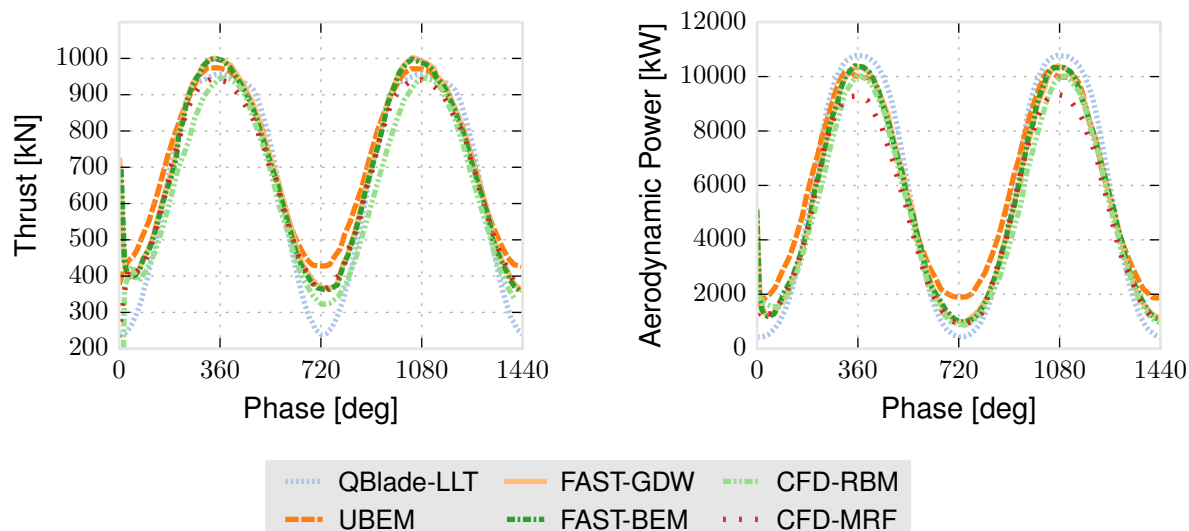 Thrust [kN]
1000
900
800
700
600
500
400
300
200
0 360 720 1080 1440
Phase [deg]
Aerodynamic Power [kW]
12000
10000
8000
6000
4000
2000
0
0 360 720 1080 1440
Phase [deg]
QBlade-LLT FAST-GDW CFD-RBM
UBEM FAST-BEM CFD-MRF